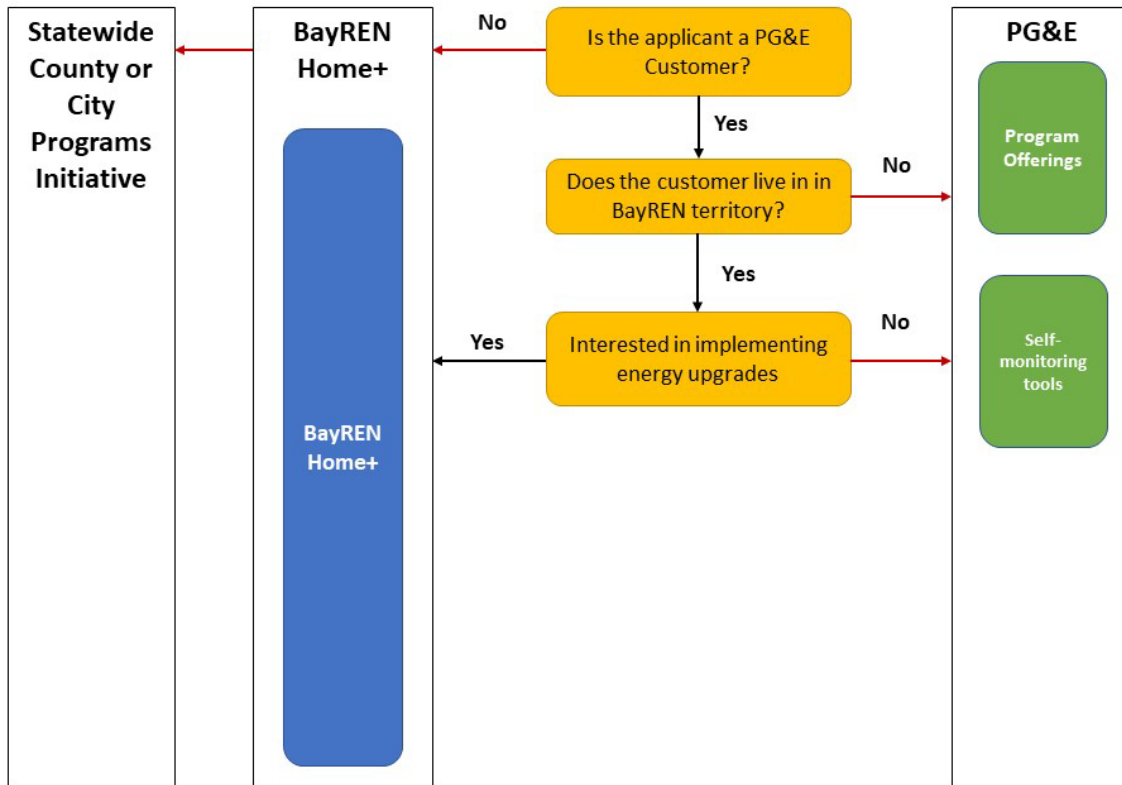 Statewide
County or
City
Programs
Initiative
BayREN
Home+
BayREN
Home+
No
Is the applicant a PG&E
Customer?
Yes
Does the customer live in in
BayREN territory?
No
Yes
Interested in implementing
energy upgrades
Yes
No
PG&E
Program
Offerings
Self-
monitoring
tools